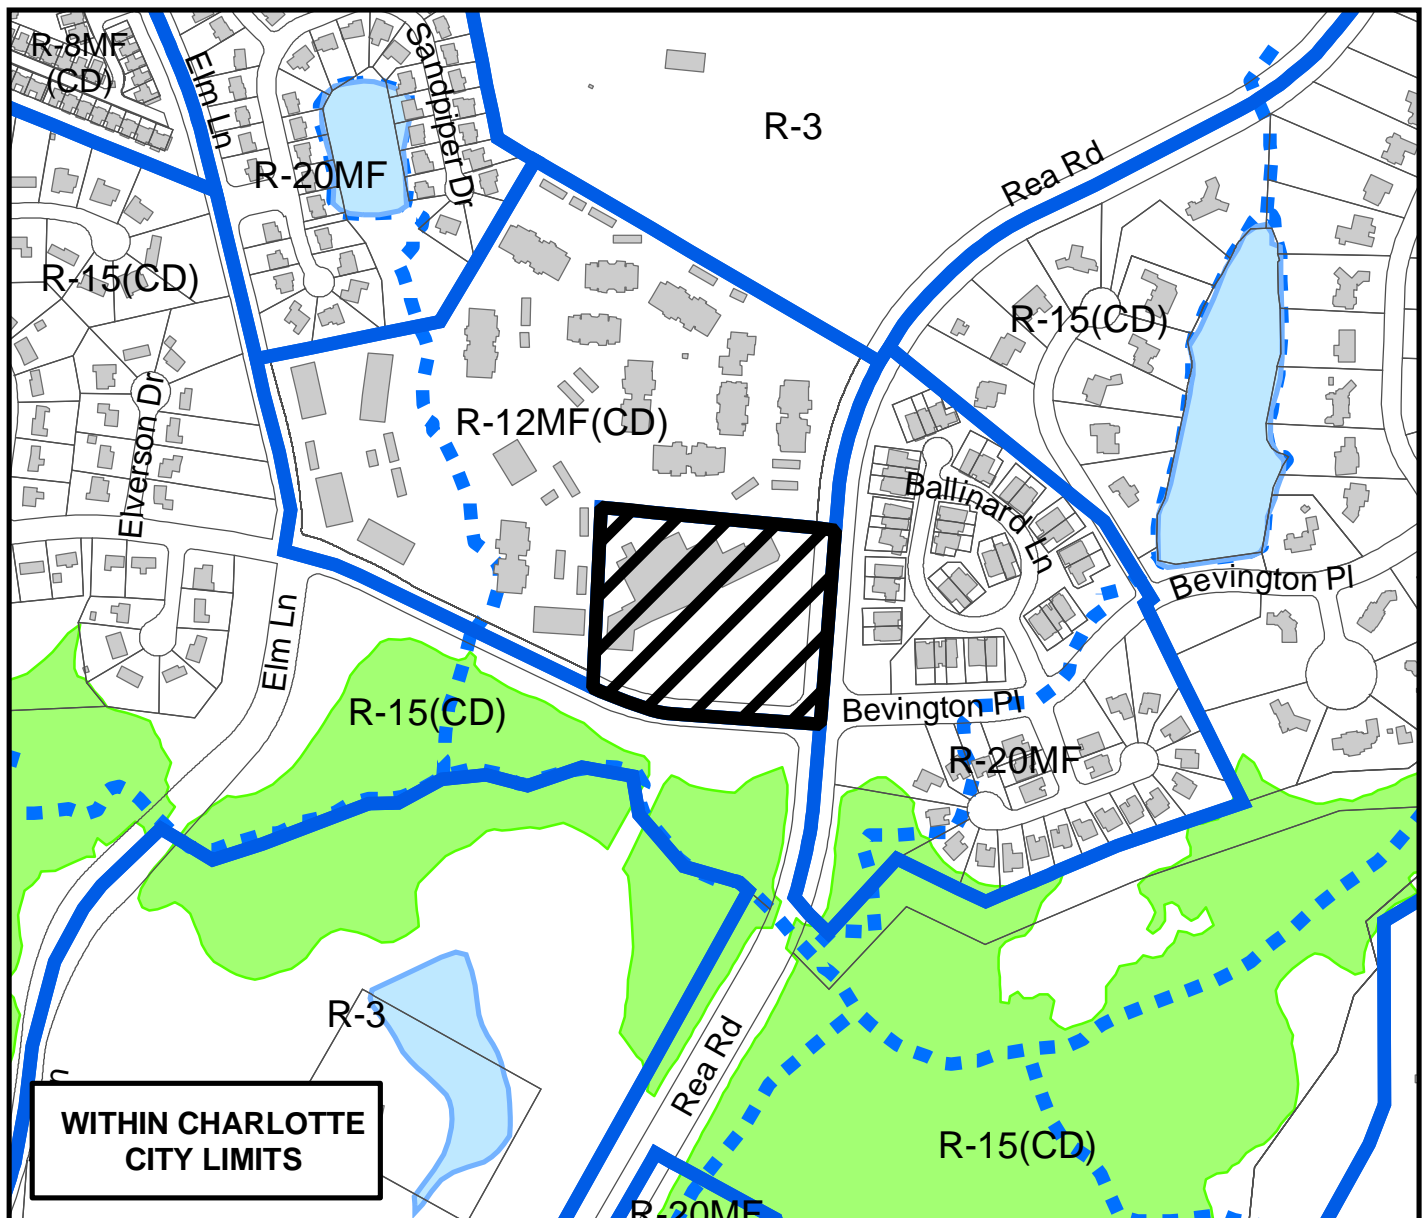 R-8MF
(CD)
Elm Ln
Sandpiper Dr
R-3
Rea Rd
R-20MF
R-15(CD)
R-15(CD)
Elverson Dr
R-12MF(CD)
Ballinard Ln
Bevington Pl
Elm Ln
R-15(CD)
Bevington Pl
R-20MF
R-3
Rea Rd
n
WITHIN CHARLOTTE
CITY LIMITS
R-15(CD)
R-20MF